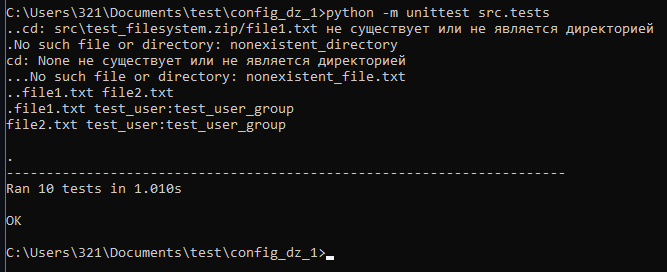 C:\Users\321\Documents\test\config_dz_1>python -m unittest src.tests
..cd: src\test_filesystem.zip/file1.txt не существует или не является директорией
.No such file or directory: nonexistent_directory
cd: None не существует или не является директорией
...No such file or directory: nonexistent_file.txt
..file1.txt file2.txt
.file1.txt test_user:test_user_group
file2.txt test_user:test_user_group
.
----------------------------------------------------------------------
Ran 10 tests in 1.010s
OK
C:\Users\321\Documents\test\config_dz_1>